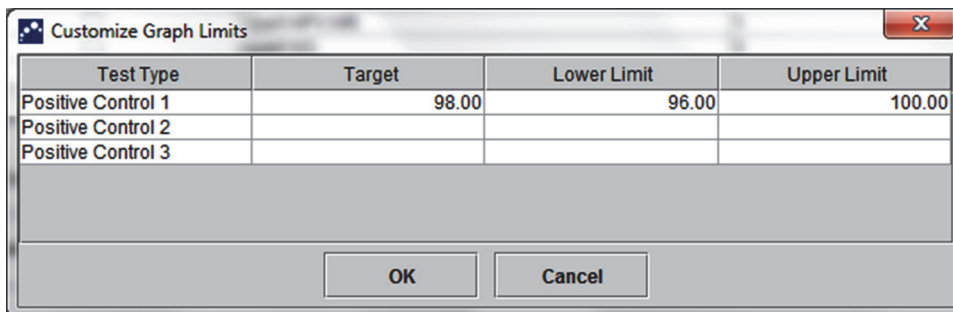 Customize Graph Limits
Test Type Target Lower Limit Upper Limit
Positive Control 1 98.00 96.00 100.00
Positive Control 2
Positive Control 3
OK Cancel